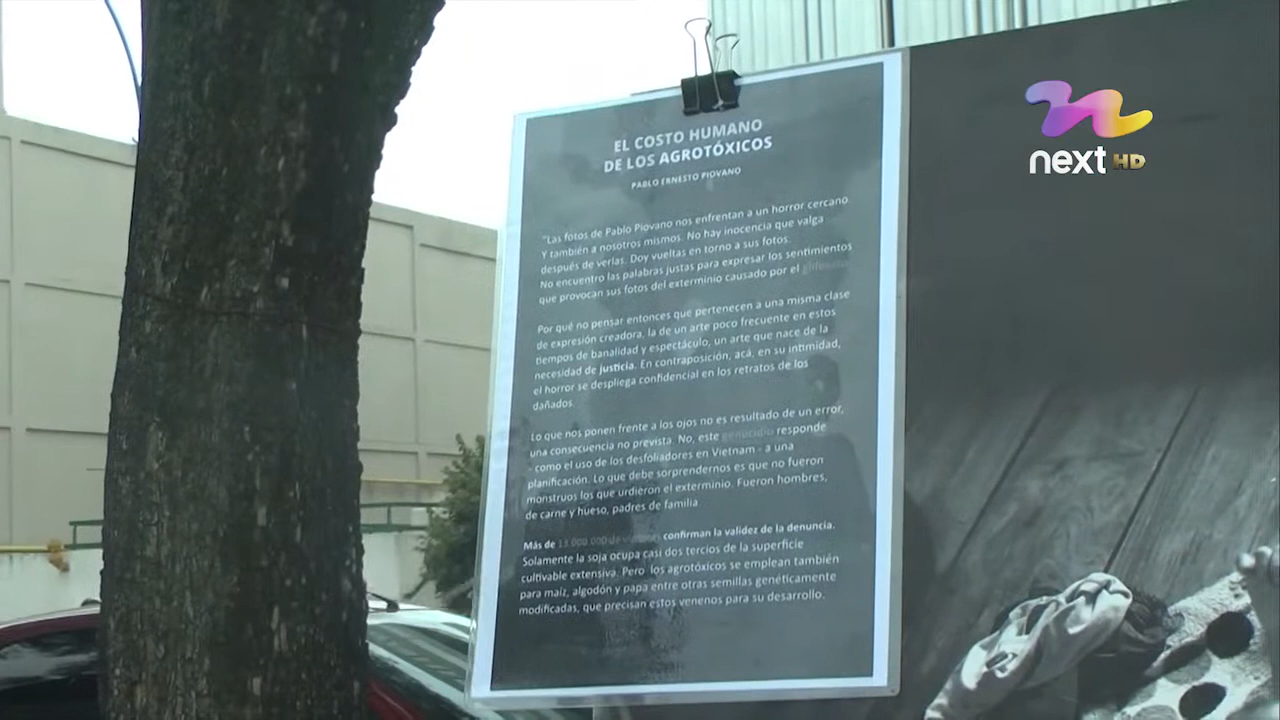 EL COSTO HUMANO
DE LOS AGROTÓXICOS
PABLO ERNESTO PIOVANO
"Las fotos de Pablo Piovano nos enfrentan a un horror cercano
Y también a nosotros mismos. No hay inocencia que valga
después de verlas. Doy vueltas en torno a sus fotos.
No encuentro las palabras justas para expresar los sentimientos
que provocan sus fotos del exterminio causado por el
Por qué no pensar entonces que pertenecen a una misma clase
de expresión creadora, la de un arte poco frecuente en estos
tiempos de banalidad y espectáculo, un arte que nace de la
necesidad de justicia. En contraposición, acá, en su intimidad,
el horror se despliega confidencial en los retratos de los
dañados.
Lo que nos ponen frente a los ojos no es resultado de un error,
una consecuencia no prevista. No, este genocidio responde
- como el uso de los desfoliadores en Vietnam - a una
planificación. Lo que debe sorprendernos es que no fueron
monstruos los que urdieron el exterminio. Fueron hombres,
de carne y hueso, padres de familia
Más de 13.000.000 de confirman la validez de la denuncia.
Solamente la soja ocupa casi dos tercios de la superficie
cultivable extensiva. Pero los agrotóxicos se emplean también
para maíz, algodón y papa entre otras semillas genéticamente
modificadas, que precisan estos venenos para su desarrollo.
next HD